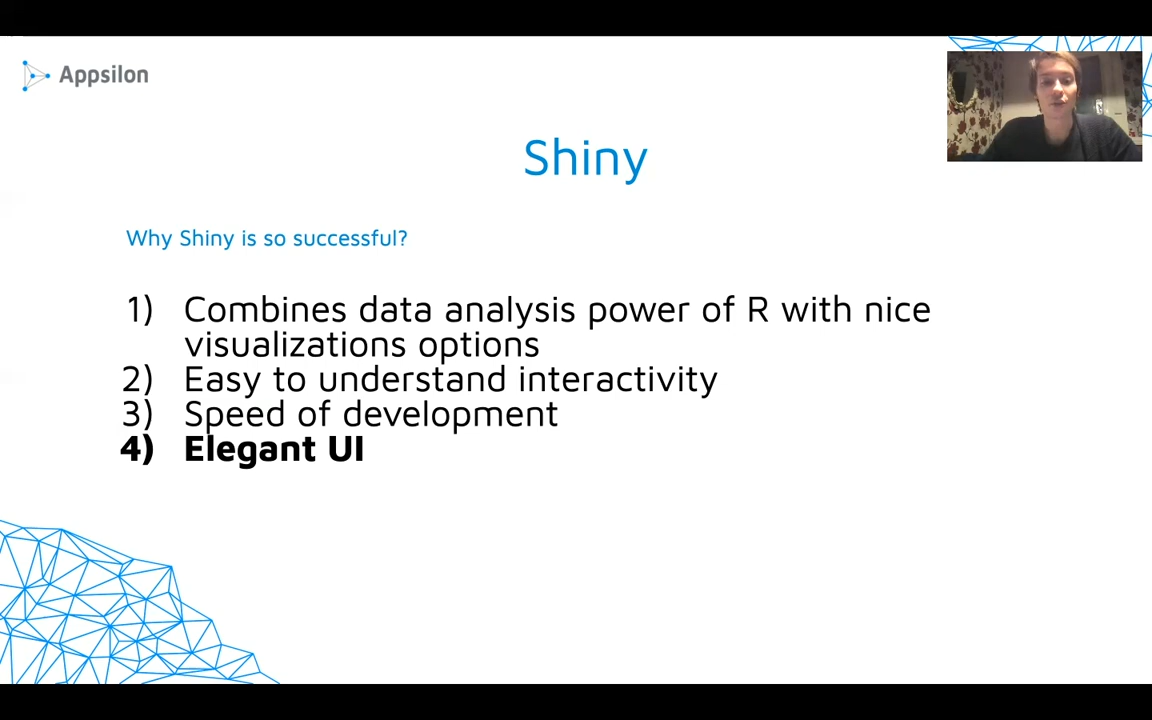 Appsilon
Shiny
Why Shiny is so successful?
1) Combines data analysis power of R with nice
visualizations options
2) Easy to understand interactivity
3) Speed of development
4) Elegant UI